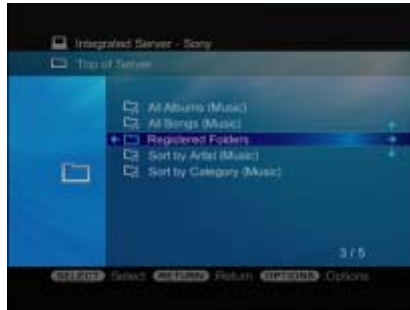 Integrated Server - Sony
Top of Server
All Albums (Music)
All Songs (Music)
Registered Folders
Sort by Artist (Music)
Sort by Category (Music)
3 / 5
SELECT Select RETURN Return OPTIONS Options